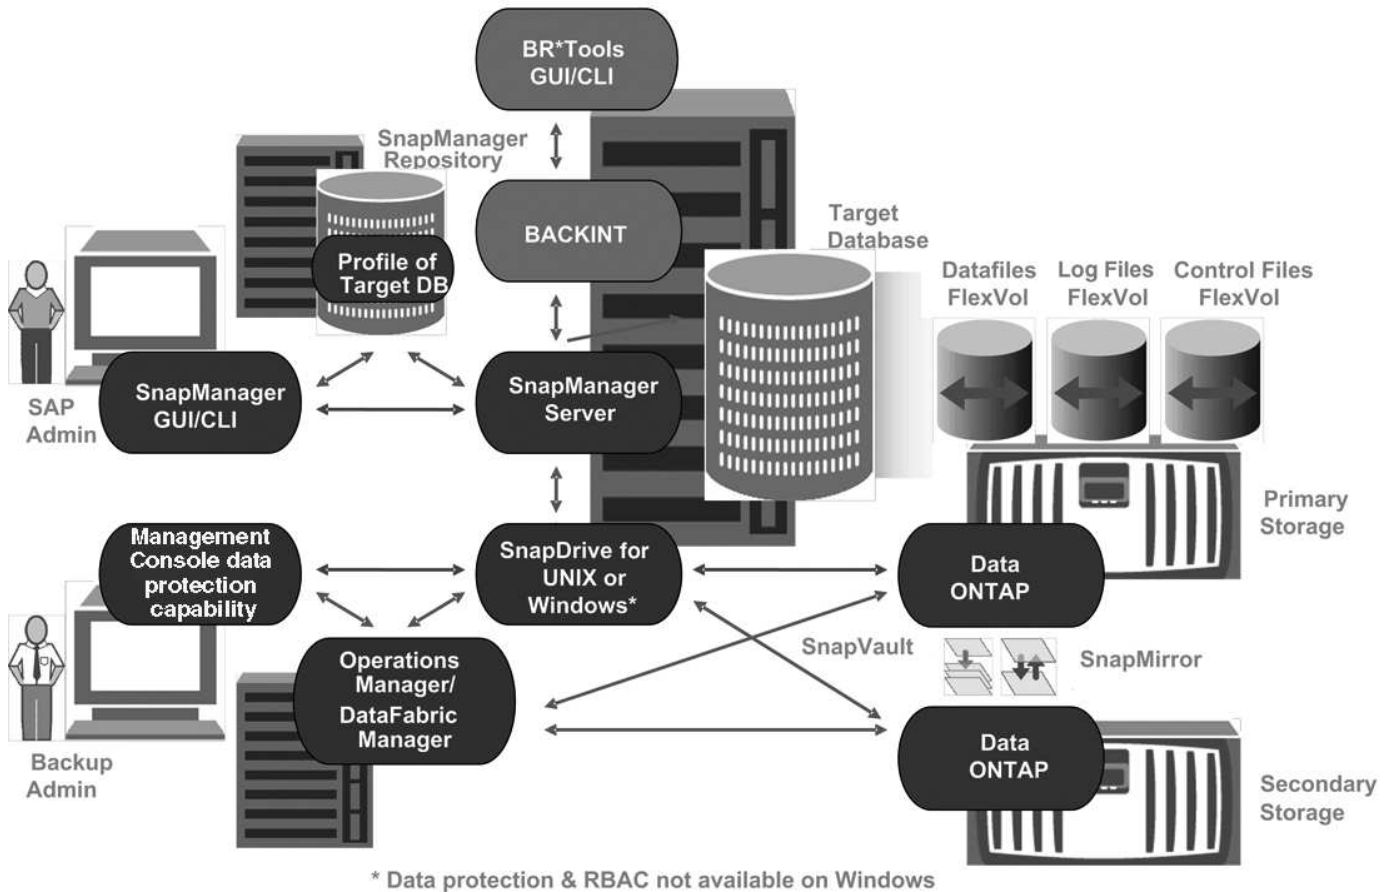 BR*Tools
GUI/CLI
SnapManager
Repository
BACKINT
Target
Database
Profile of
Target DB
Datafiles
FlexVol
Log Files
FlexVol
Control Files
FlexVol
SAP
Admin
SnapManager
GUI/CLI
SnapManager
Server
Primary
Storage
Management
Console data
protection
capability
SnapDrive for
UNIX or
Windows*
Data
ONTAP
SnapVault
SnapMirror
Operations
Manager/
DataFabric
Manager
Backup
Admin
Data
ONTAP
Secondary
Storage
* Data protection & RBAC not available on Windows